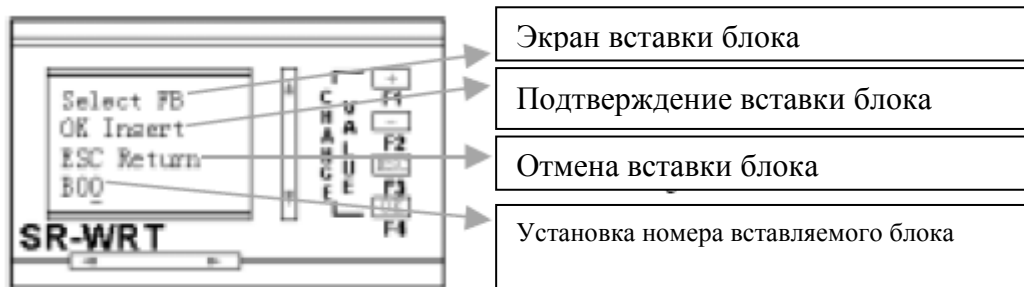 Экран вставки блока
Select FB
OK Insert
Подтверждение вставки блока
ESC Return
Отмена вставки блока
B00
Установка номера вставляемого блока
CHANGE
VALUE
+
F1
-
F2
F3
F4
SR-WRT